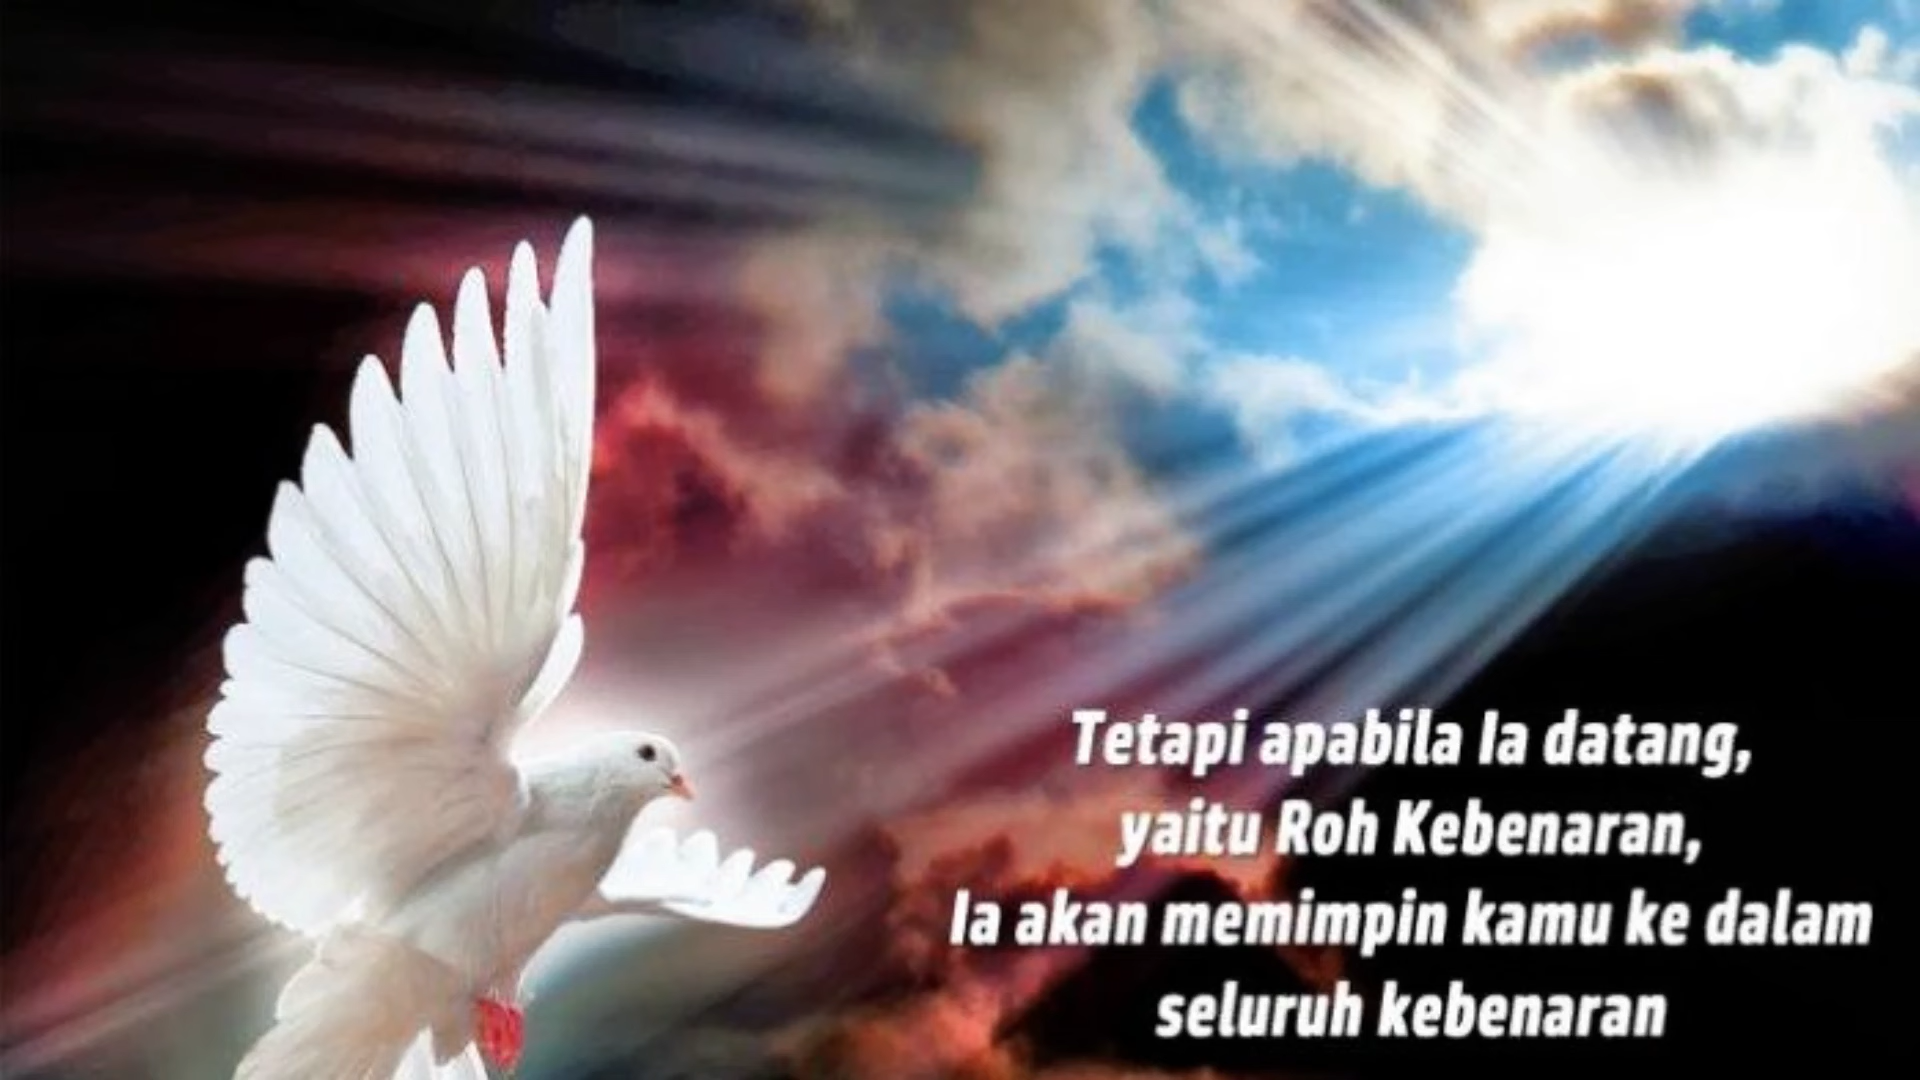 Tetapi apabila Ia datang,
yaitu Roh Kebenaran,
Ia akan memimpin kamu ke dalam
seluruh kebenaran